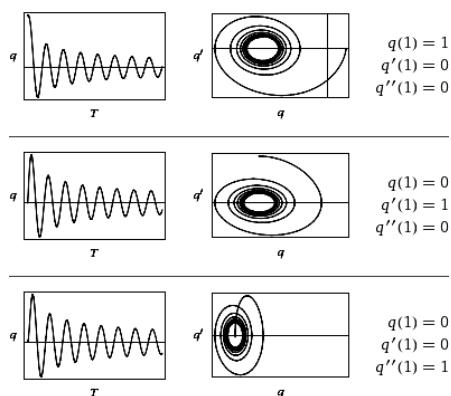 q
T
q′
q
q(1) = 1
q′(1) = 0
q′′(1) = 0
q
T
q′
q
q(1) = 0
q′(1) = 1
q′′(1) = 0
q
T
q′
q
q(1) = 0
q′(1) = 0
q′′(1) = 1